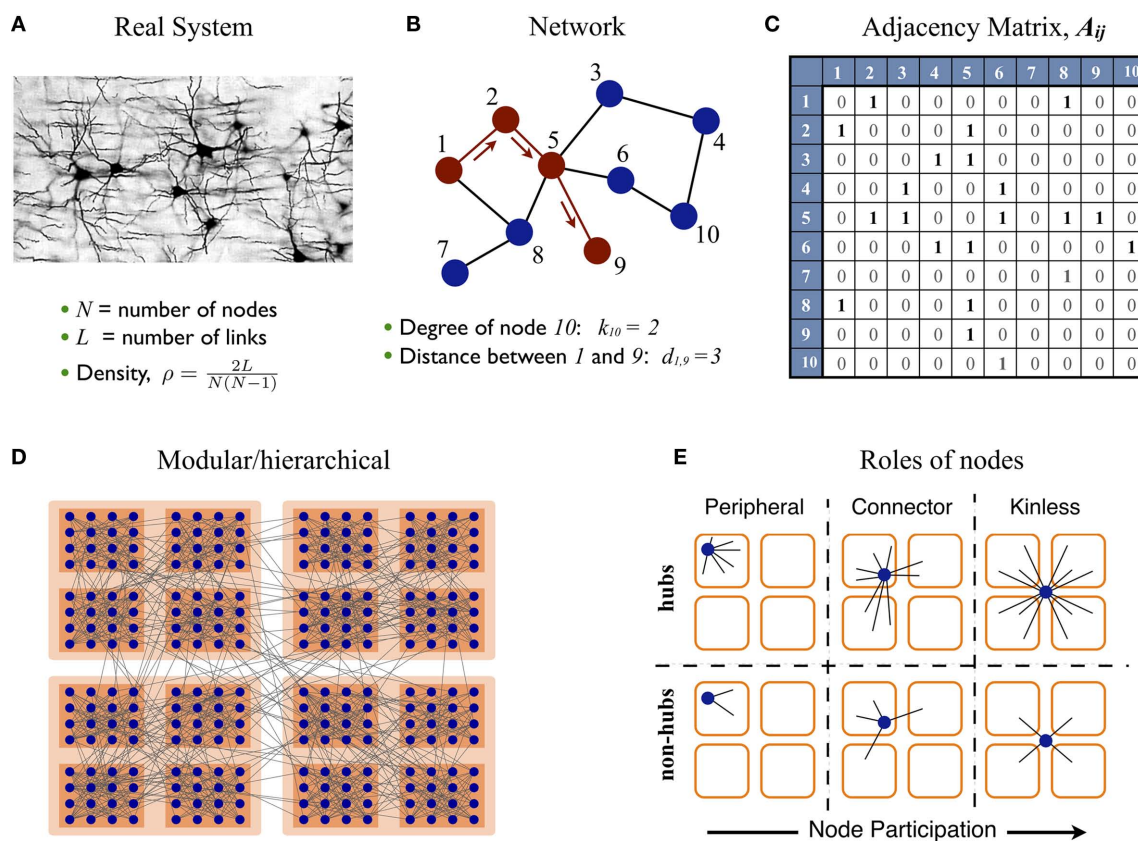 A
Real System
N = number of nodes
L = number of links
Density, ρ = 2L / N(N−1)
B
Network
1
2
3
4
5
6
7
8
9
10
Degree of node 10: k10 = 2
Distance between 1 and 9: d1,9 = 3
C
Adjacency Matrix, Aij
1 2 3 4 5 6 7 8 9 10
1 0 1 0 0 0 0 0 1 0 0
2 1 0 0 0 1 0 0 0 0 0
3 0 0 0 1 1 0 0 0 0 0
4 0 0 1 0 0 1 0 0 0 0
5 0 1 1 0 0 1 0 1 1 0
6 0 0 0 1 1 0 0 0 0 1
7 0 0 0 0 0 0 0 1 0 0
8 1 0 0 0 1 0 0 0 0 0
9 0 0 0 0 1 0 0 0 0 0
10 0 0 0 0 0 1 0 0 0 0
D
Modular/hierarchical
E
Roles of nodes
Peripheral
Connector
Kinless
hubs
non-hubs
Node Participation